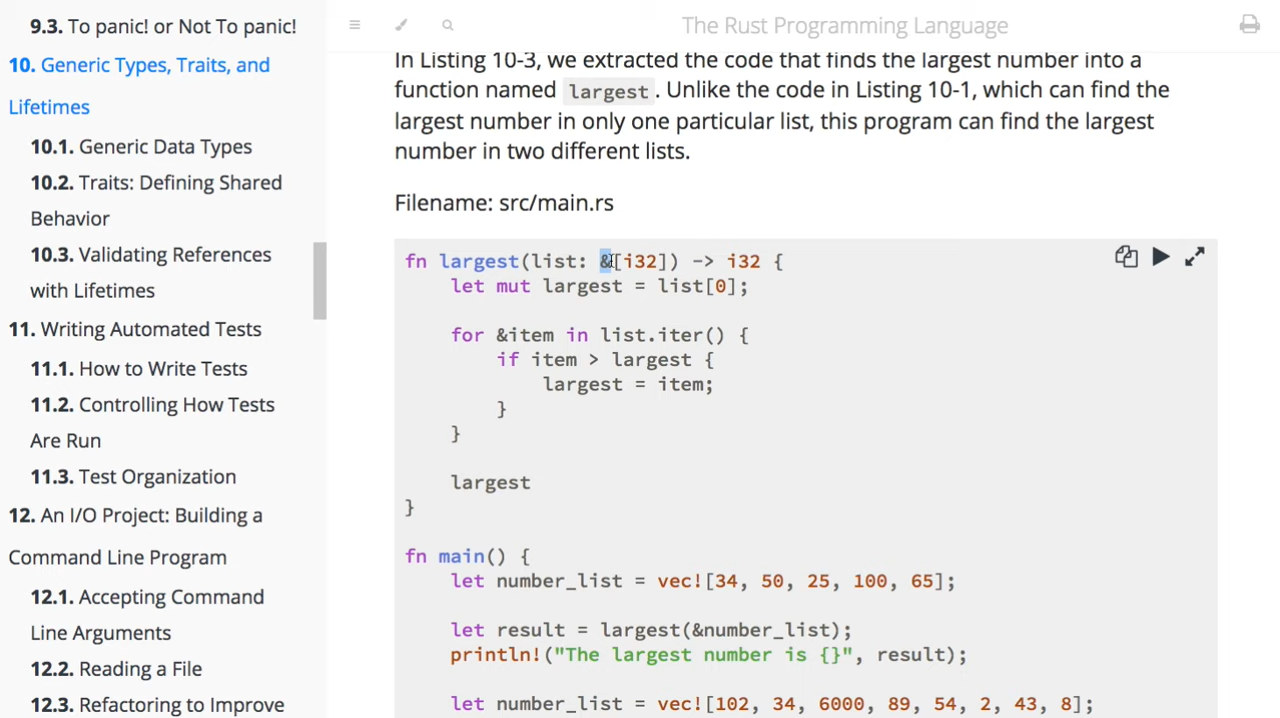 9.3. To panic! or Not To panic!
10. Generic Types, Traits, and
Lifetimes
10.1. Generic Data Types
10.2. Traits: Defining Shared
Behavior
10.3. Validating References
with Lifetimes
11. Writing Automated Tests
11.1. How to Write Tests
11.2. Controlling How Tests
Are Run
11.3. Test Organization
12. An I/O Project: Building a
Command Line Program
12.1. Accepting Command
Line Arguments
12.2. Reading a File
12.3. Refactoring to Improve
The Rust Programming Language
In Listing 10-3, we extracted the code that finds the largest number into a
function named largest. Unlike the code in Listing 10-1, which can find the
largest number in only one particular list, this program can find the largest
number in two different lists.
Filename: src/main.rs
fn largest(list: &[i32]) -> i32 {
    let mut largest = list[0];
    for &item in list.iter() {
        if item > largest {
            largest = item;
        }
    }
    largest
}
fn main() {
    let number_list = vec![34, 50, 25, 100, 65];
    let result = largest(&number_list);
    println!("The largest number is {}", result);
    let number_list = vec![102, 34, 6000, 89, 54, 2, 43, 8];